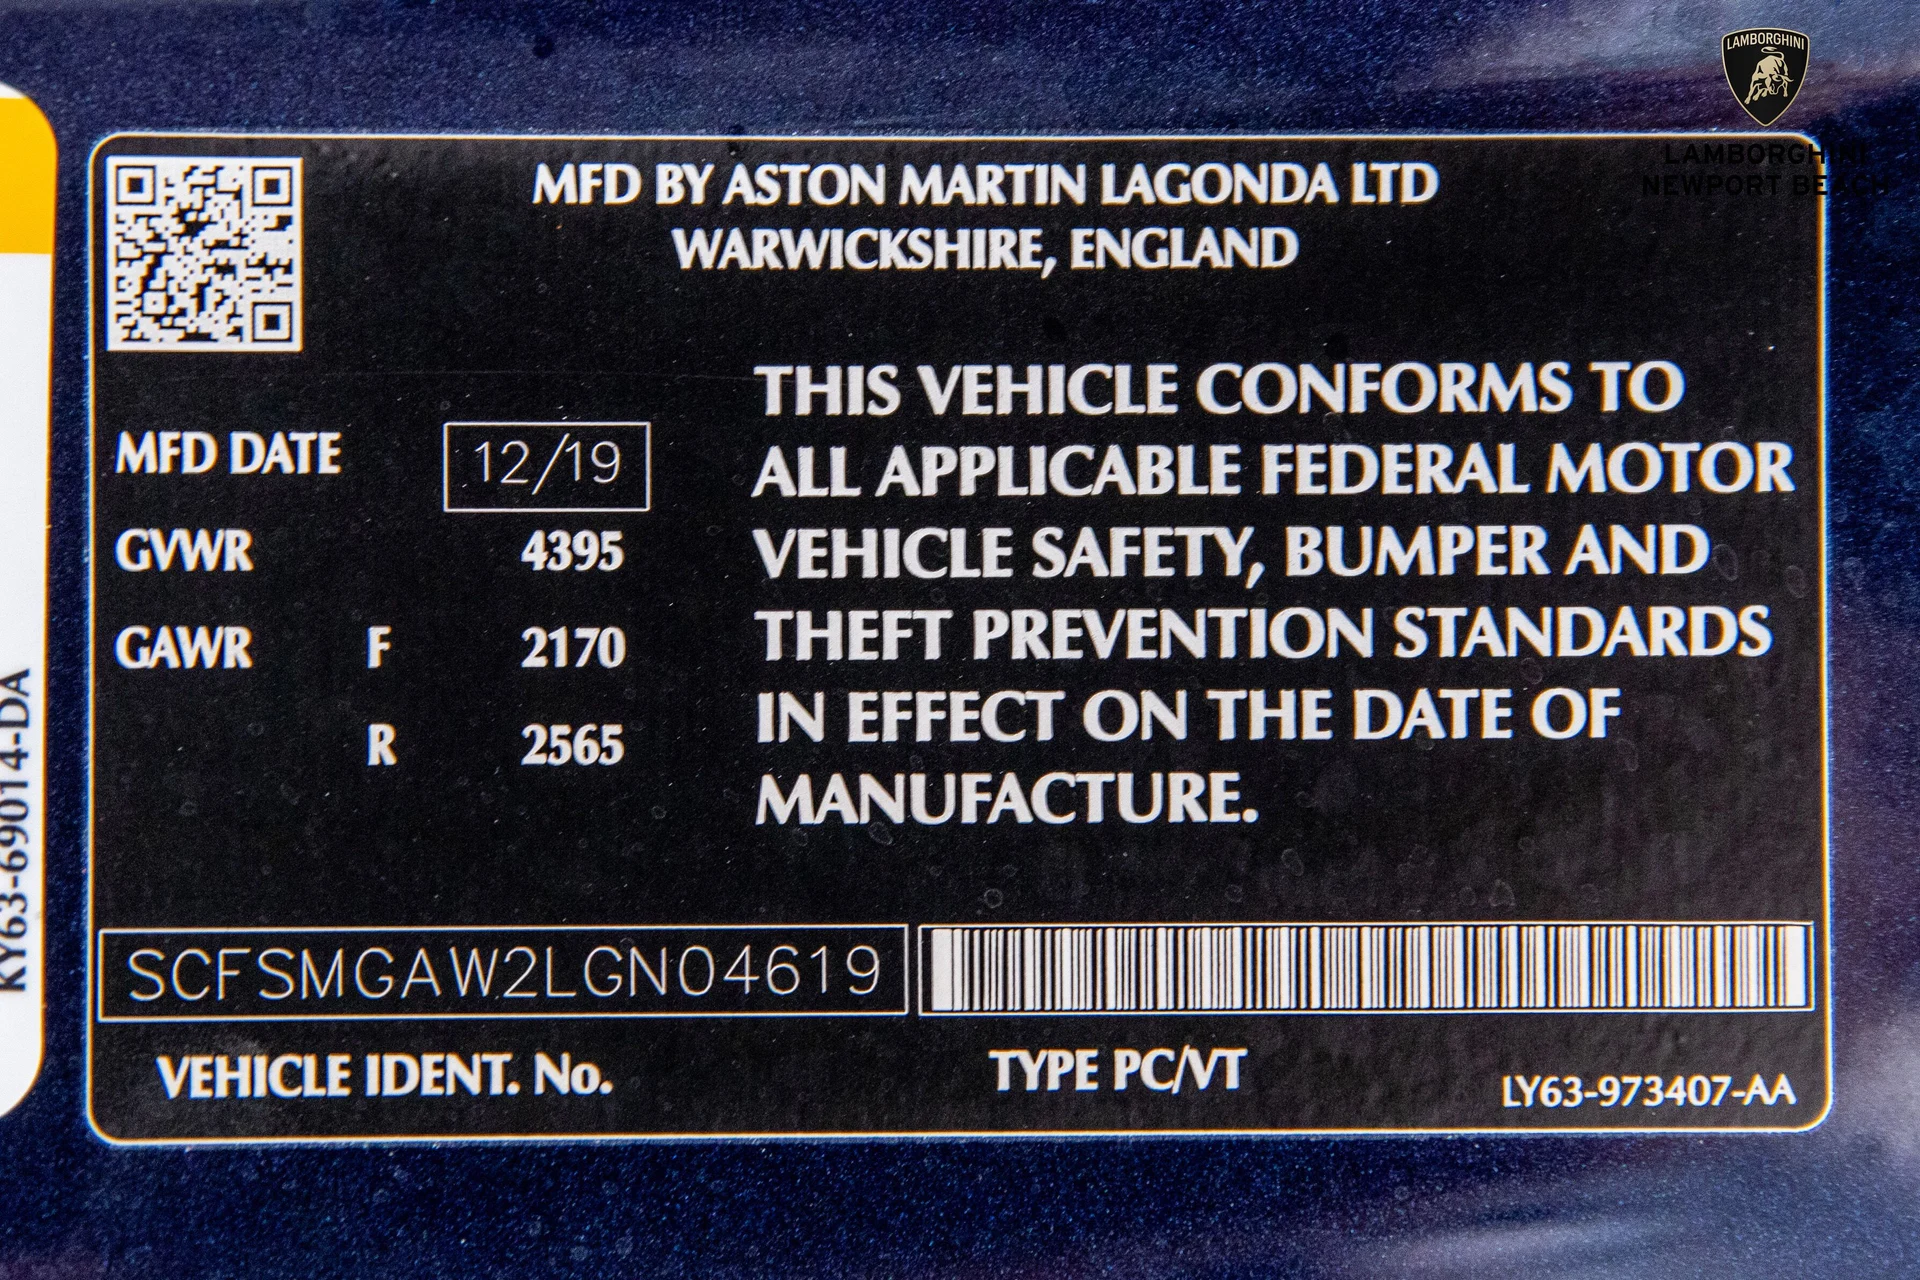 LAMBORGHINI
LAMBORGHINI
NEWPORT BEACH
MFD BY ASTON MARTIN LAGONDA LTD
WARWICKSHIRE, ENGLAND
THIS VEHICLE CONFORMS TO
ALL APPLICABLE FEDERAL MOTOR
VEHICLE SAFETY, BUMPER AND
THEFT PREVENTION STANDARDS
IN EFFECT ON THE DATE OF
MANUFACTURE.
MFD DATE 12/19
GVWR 4395
GAWR F 2170
R 2565
SCFSMGAW2LGN04619
VEHICLE IDENT. No.
TYPE PC/VT
LY63-973407-AA
KY63-69014-DA